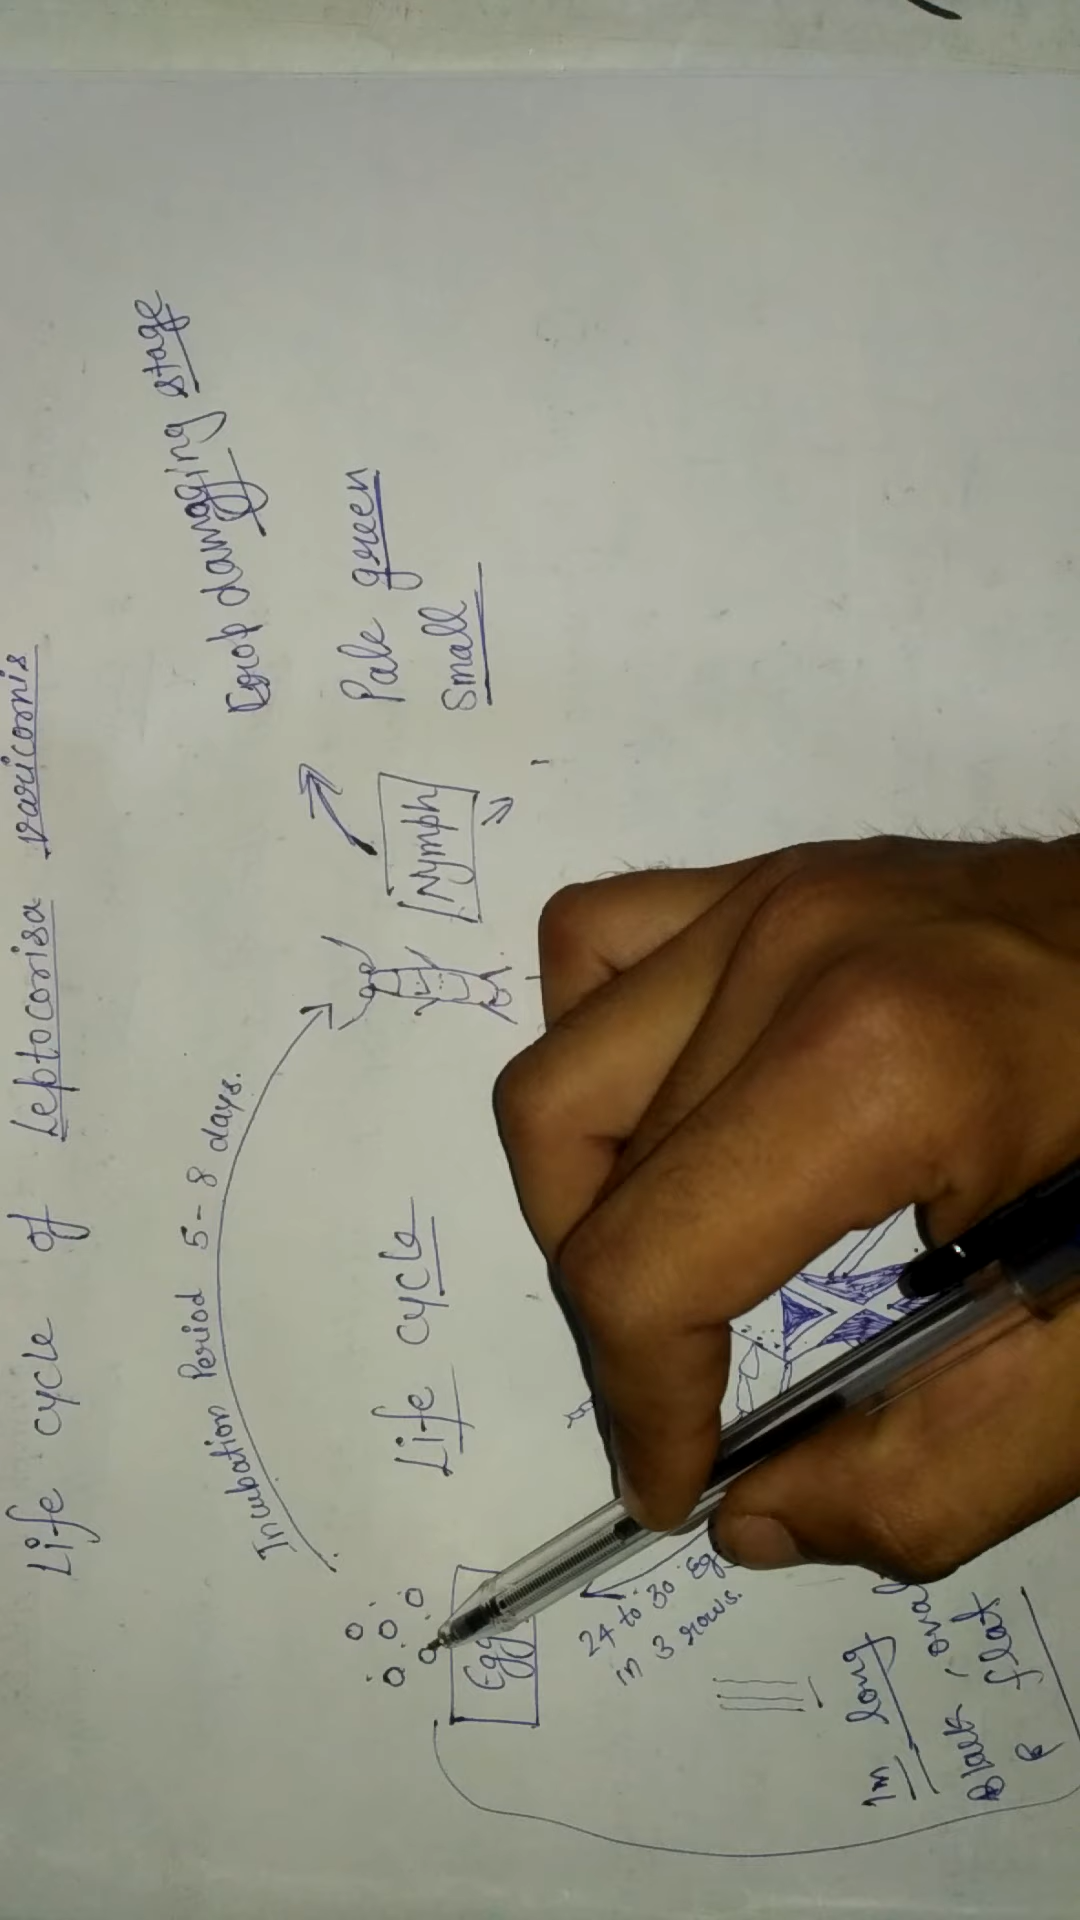 Life cycle of Leptocorisa varicornis
Incubation Period 5-8 days.
Crop damaging stage
Pale green
Small
Nymph
Life cycle
Egg
24 to 30 eg
in 3 rows.
1m long
Black, oval
& flat